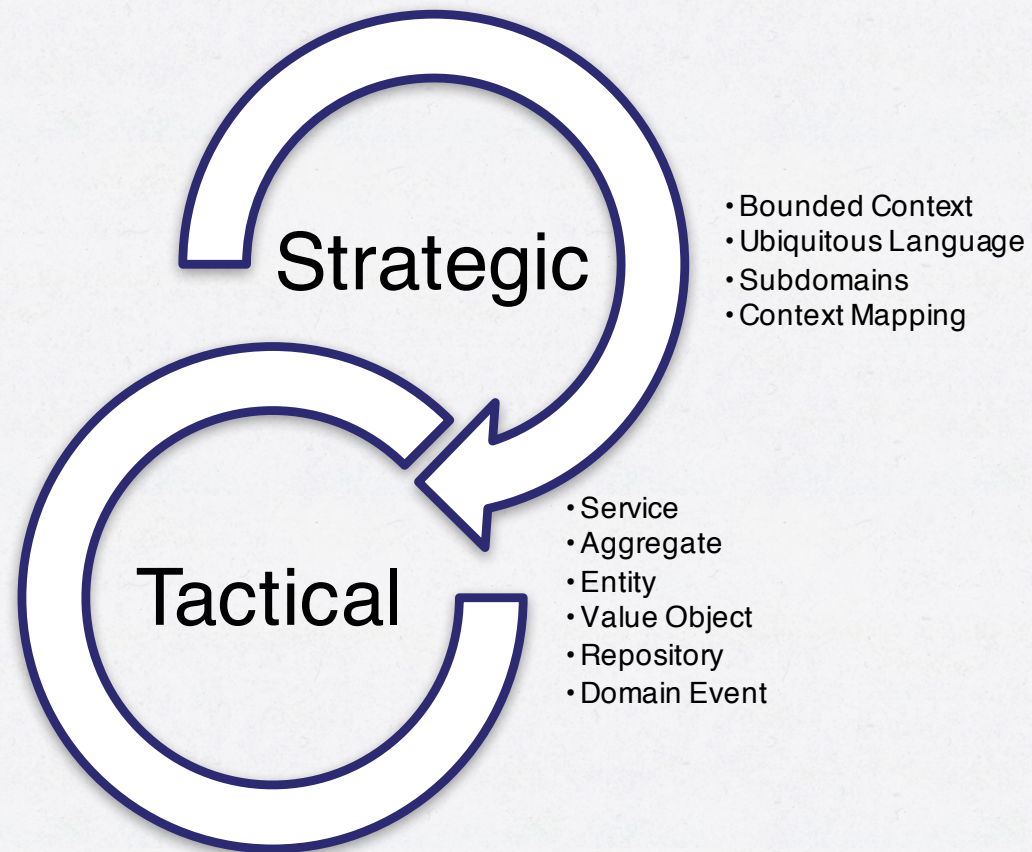 Strategic
• Bounded Context
• Ubiquitous Language
• Subdomains
• Context Mapping
Tactical
• Service
• Aggregate
• Entity
• Value Object
• Repository
• Domain Event